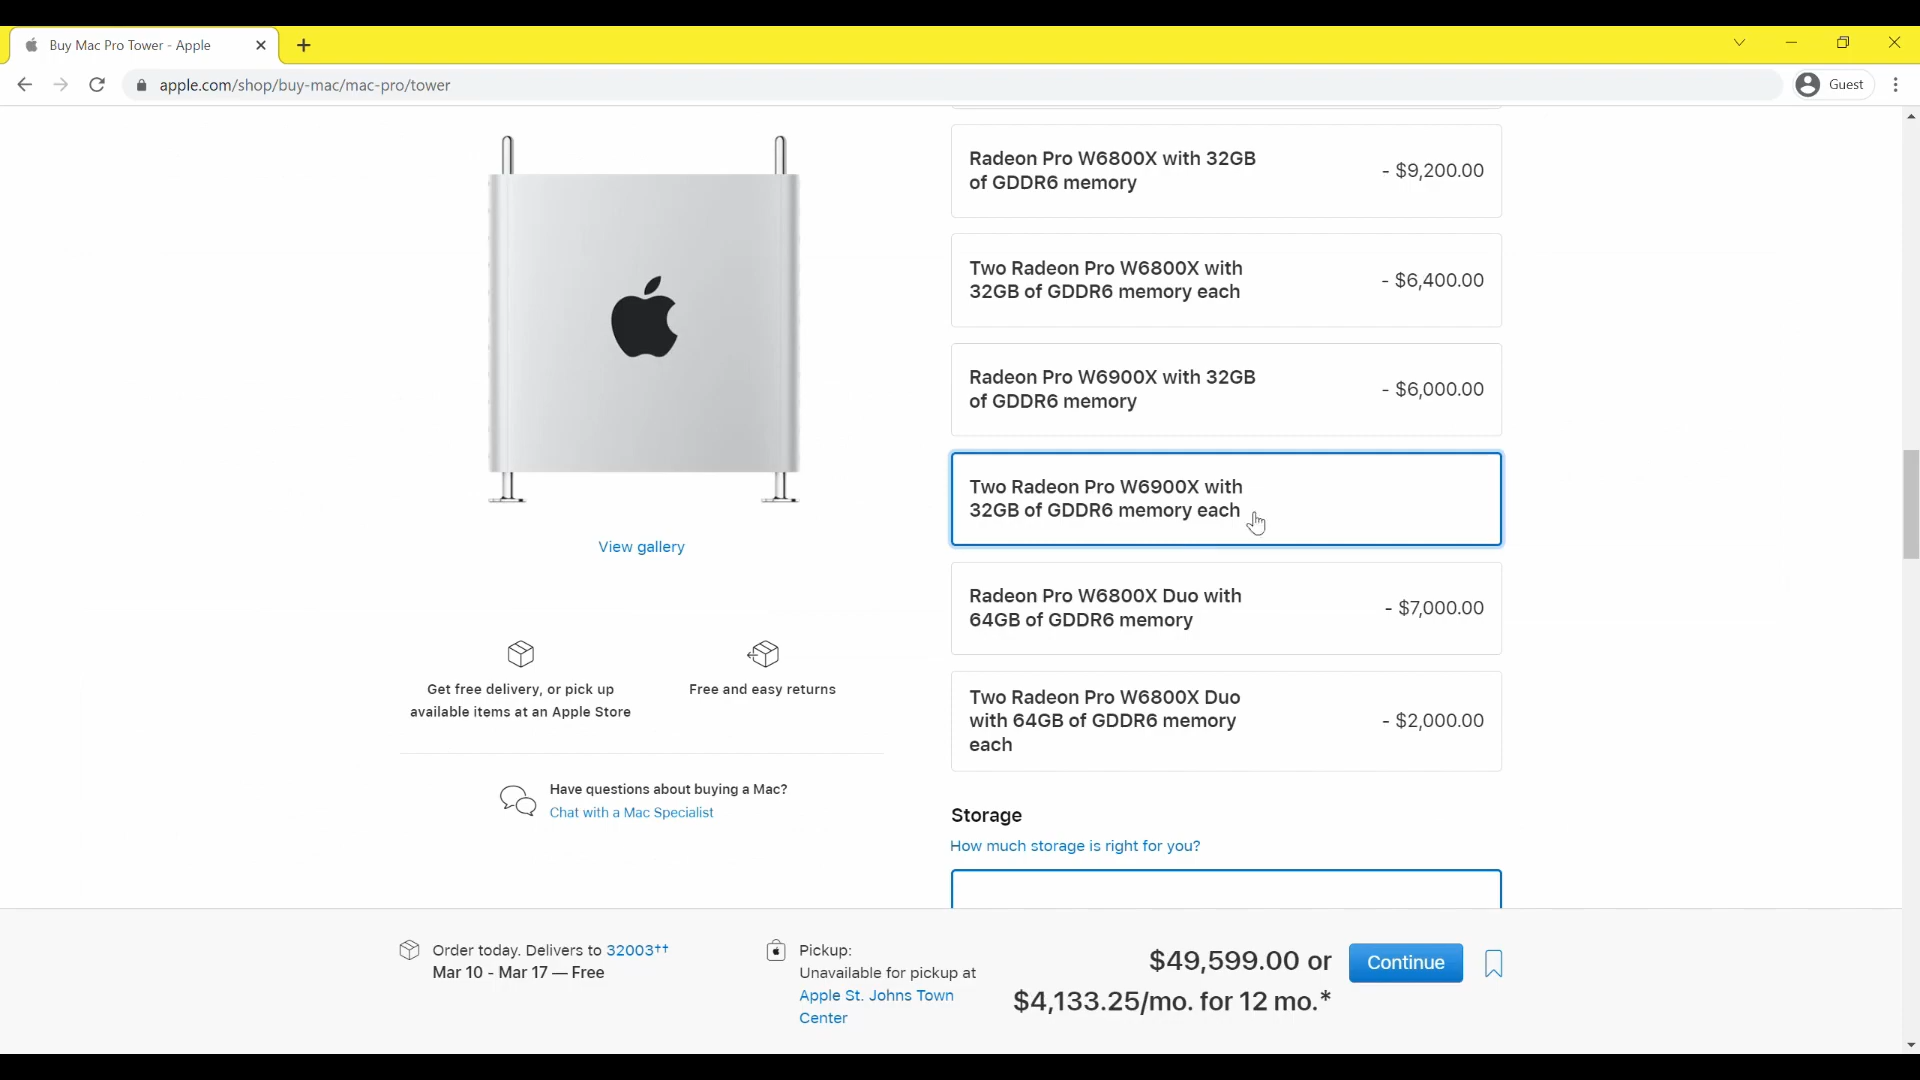 Buy Mac Pro Tower - Apple
apple.com/shop/buy-mac/mac-pro/tower
Guest
Radeon Pro W6800X with 32GB
of GDDR6 memory
- $9,200.00
Two Radeon Pro W6800X with
32GB of GDDR6 memory each
- $6,400.00
Radeon Pro W6900X with 32GB
of GDDR6 memory
- $6,000.00
Two Radeon Pro W6900X with
32GB of GDDR6 memory each
Radeon Pro W6800X Duo with
64GB of GDDR6 memory
- $7,000.00
Two Radeon Pro W6800X Duo
with 64GB of GDDR6 memory
each
- $2,000.00
View gallery
Get free delivery, or pick up
available items at an Apple Store
Free and easy returns
Have questions about buying a Mac?
Chat with a Mac Specialist
Storage
How much storage is right for you?
Order today. Delivers to 32003††
Mar 10 - Mar 17 — Free
Pickup:
Unavailable for pickup at
Apple St. Johns Town
Center
$49,599.00 or
$4,133.25/mo. for 12 mo.*
Continue